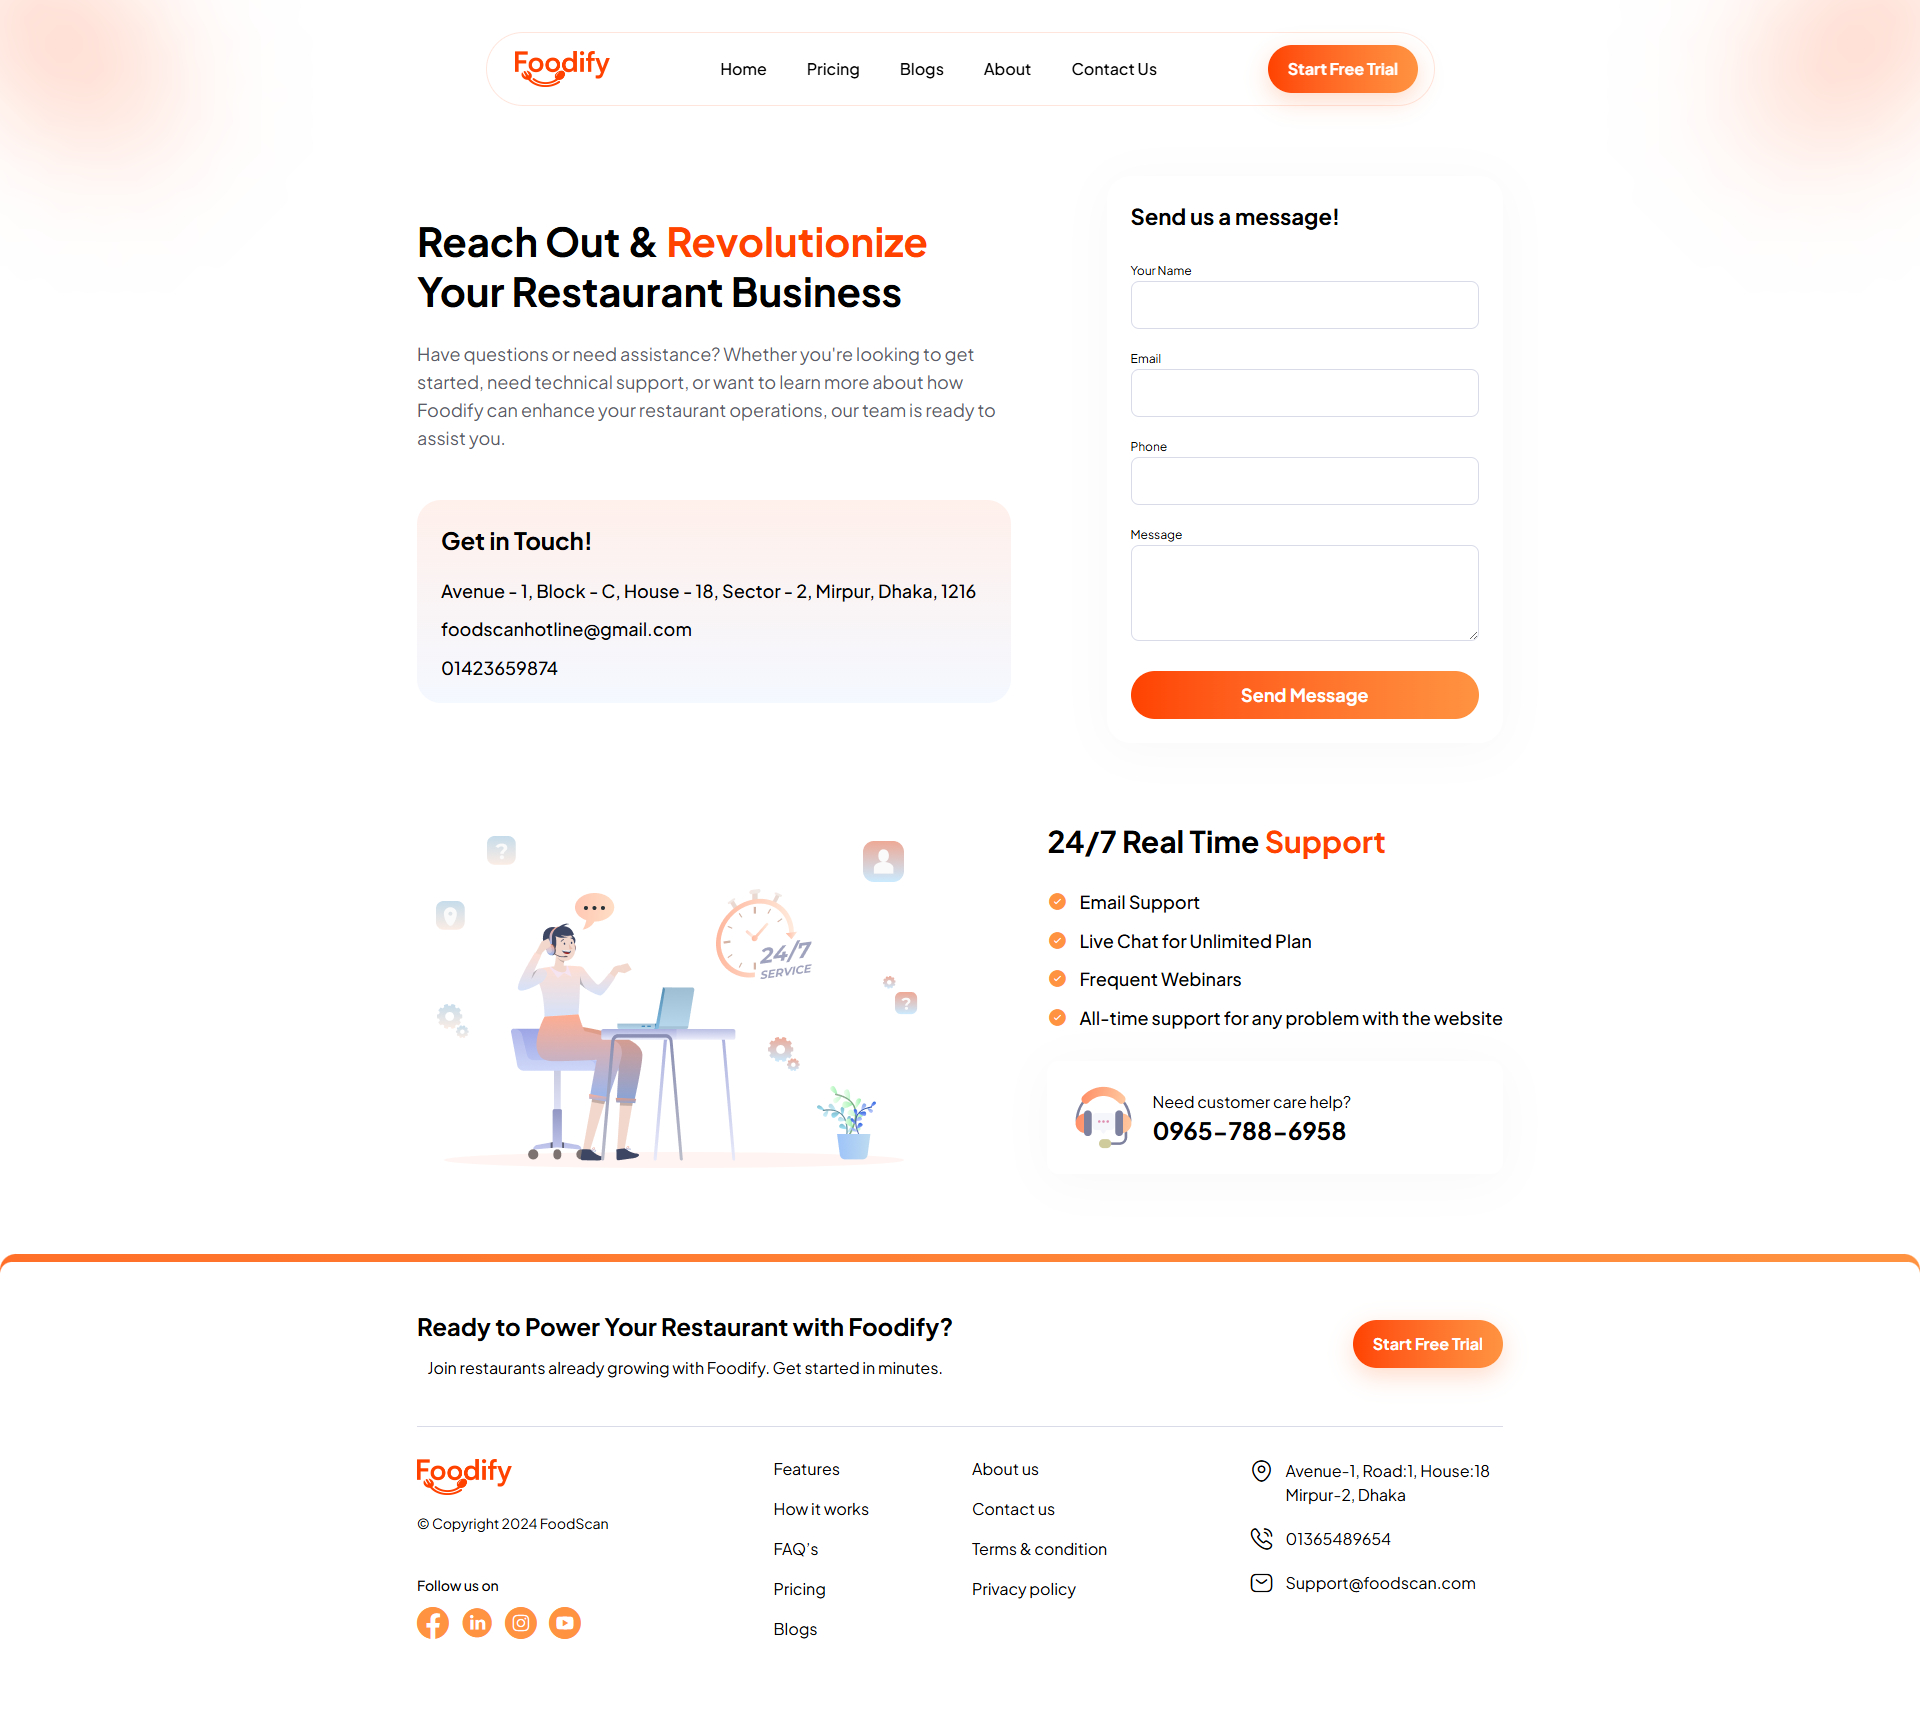 Foodify
Home
Pricing
Blogs
About
Contact Us
Start Free Trial
Reach Out & Revolutionize
Your Restaurant Business
Have questions or need assistance? Whether you're looking to get
started, need technical support, or want to learn more about how
Foodify can enhance your restaurant operations, our team is ready to
assist you.
Get in Touch!
Avenue - 1, Block - C, House - 18, Sector - 2, Mirpur, Dhaka, 1216
foodscanhotline@gmail.com
01423659874
Send us a message!
Your Name
Email
Phone
Message
Send Message
?
24/7
SERVICE
?
24/7 Real Time Support
Email Support
Live Chat for Unlimited Plan
Frequent Webinars
All-time support for any problem with the website
Need customer care help?
0965-788-6958
Ready to Power Your Restaurant with Foodify?
Join restaurants already growing with Foodify. Get started in minutes.
Start Free Trial
Foodify
© Copyright 2024 FoodScan
Follow us on
in
Features
How it works
FAQ's
Pricing
Blogs
About us
Contact us
Terms & condition
Privacy policy
Avenue-1, Road:1, House:18
Mirpur-2, Dhaka
01365489654
Support@foodscan.com